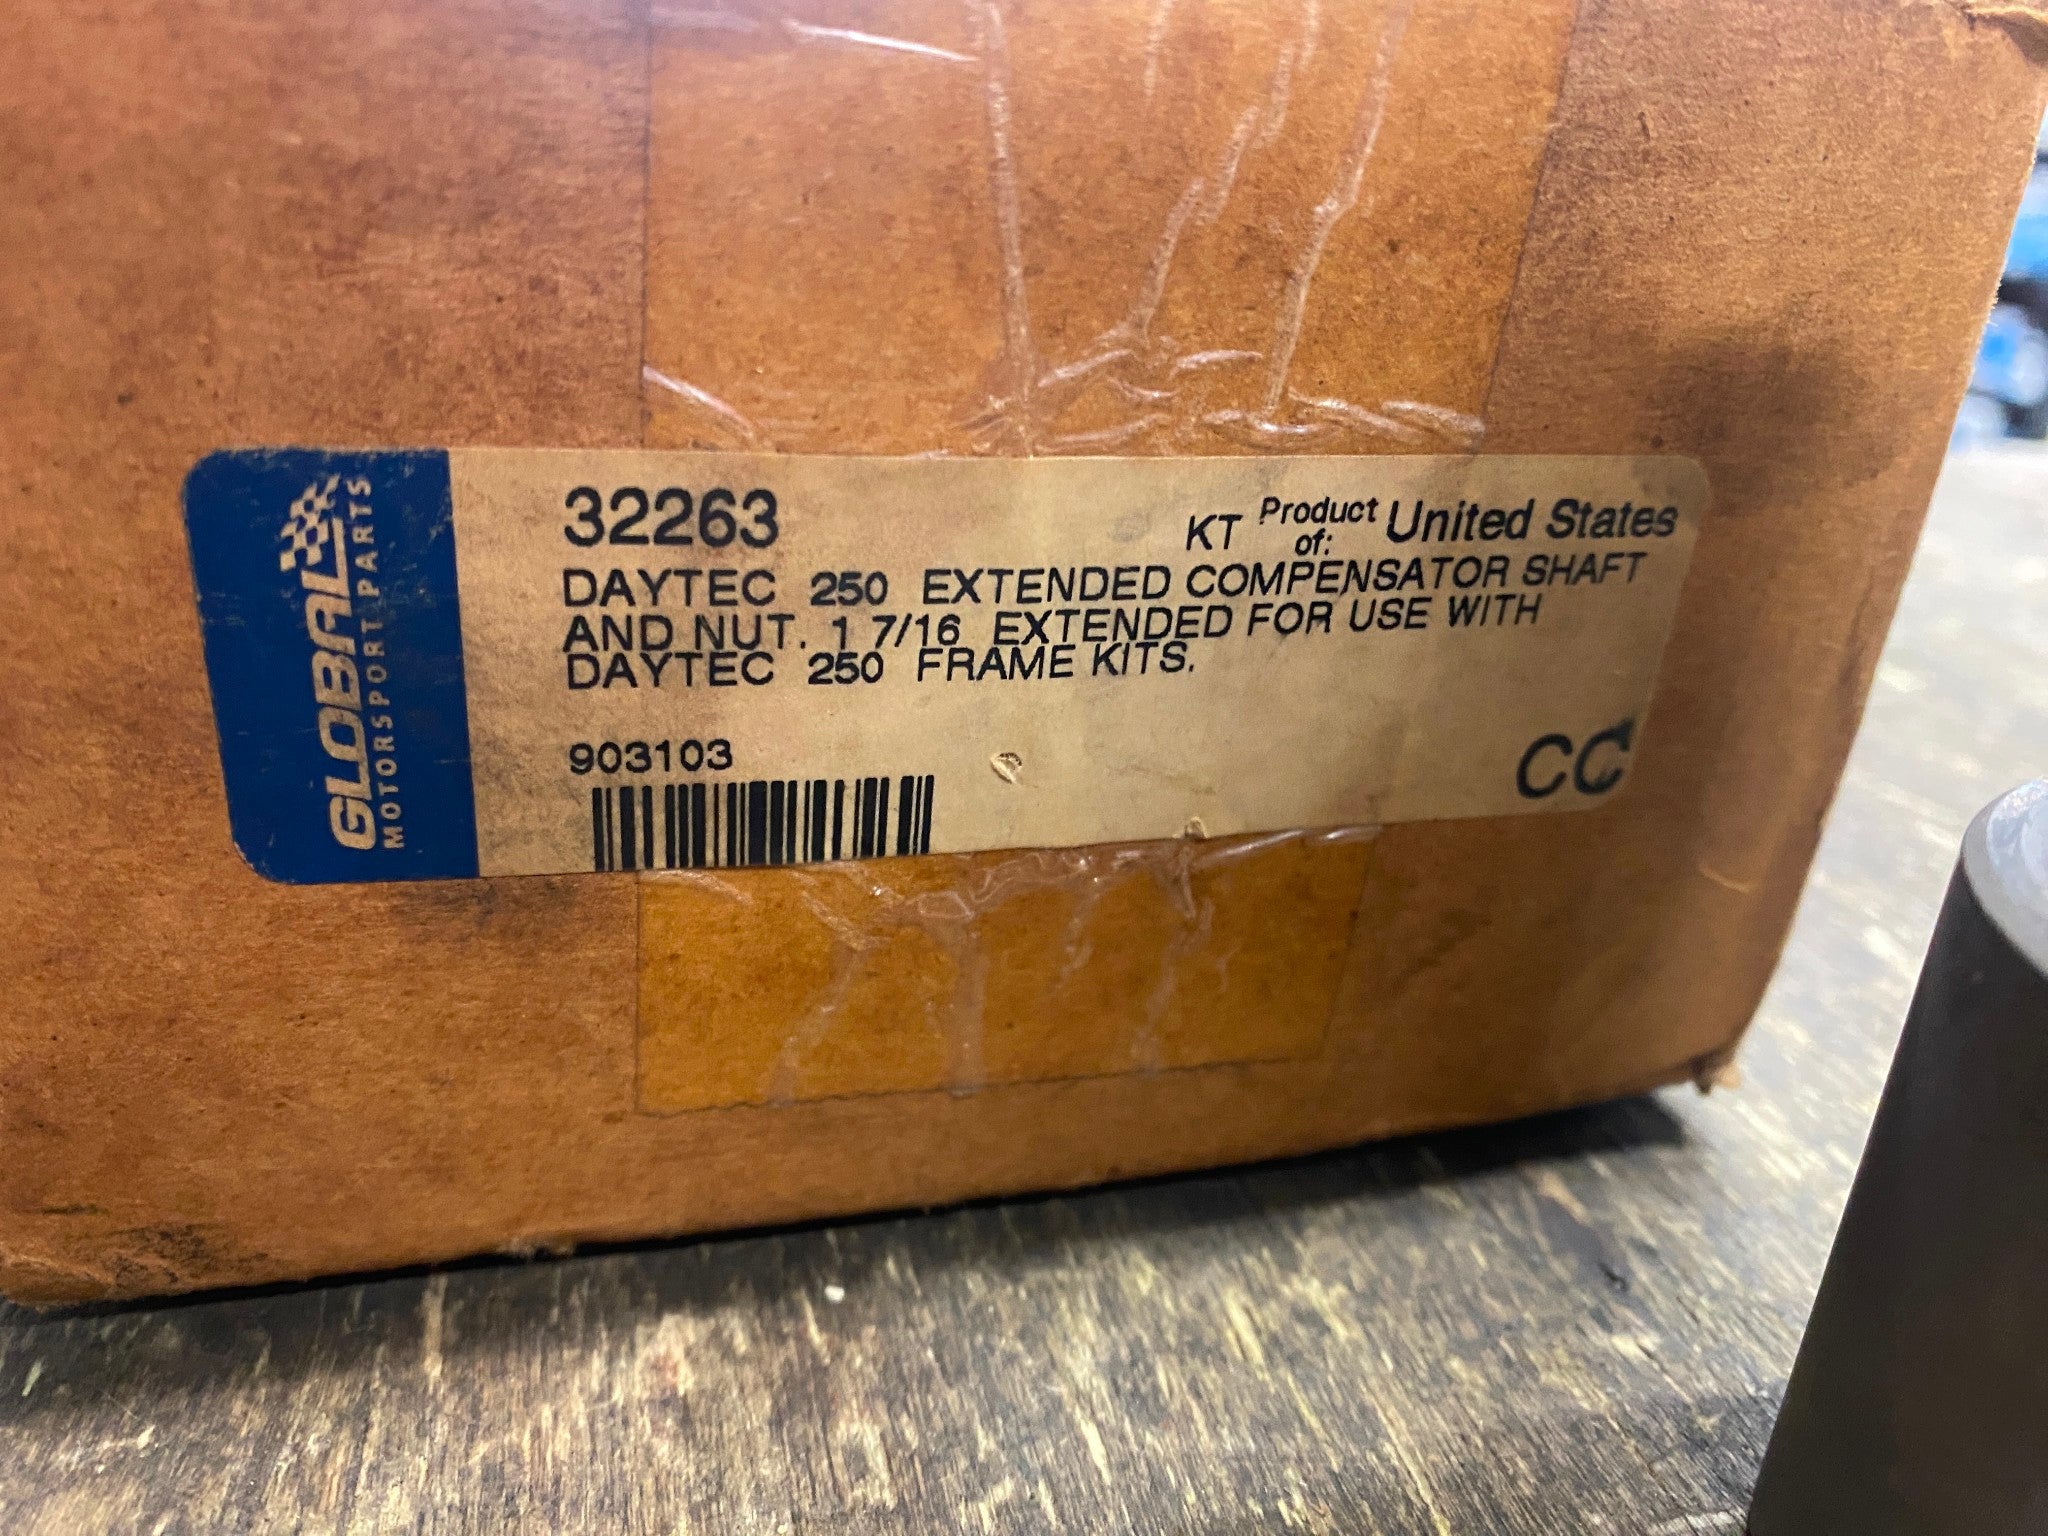 GLOBAL
MOTORSPORT PARTS
32263
KT Product of: United States
DAYTEC 250 EXTENDED COMPENSATOR SHAFT
AND NUT. 1 7/16 EXTENDED FOR USE WITH
DAYTEC 250 FRAME KITS.
903103
CC